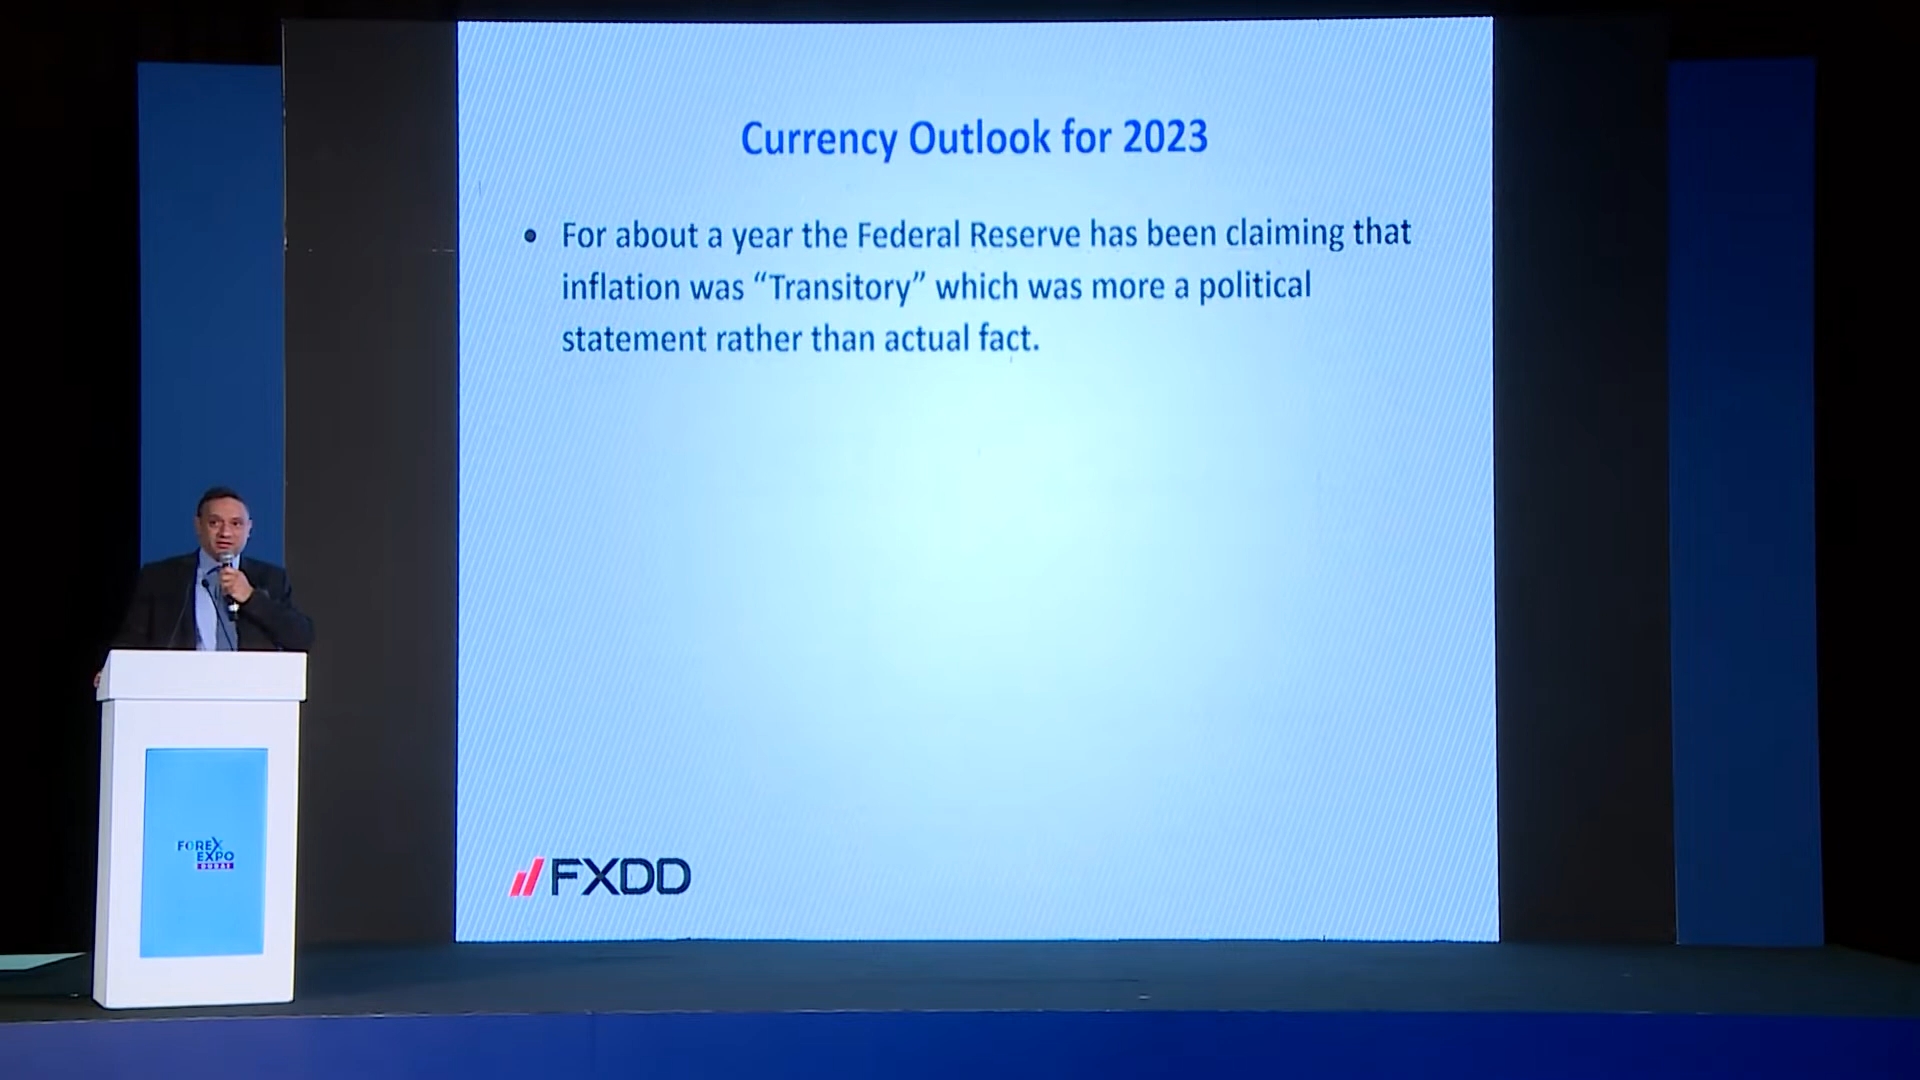 Currency Outlook for 2023
• For about a year the Federal Reserve has been claiming that
inflation was “Transitory” which was more a political
statement rather than actual fact.
FXDD
FOREX
EXPO
DUBAI